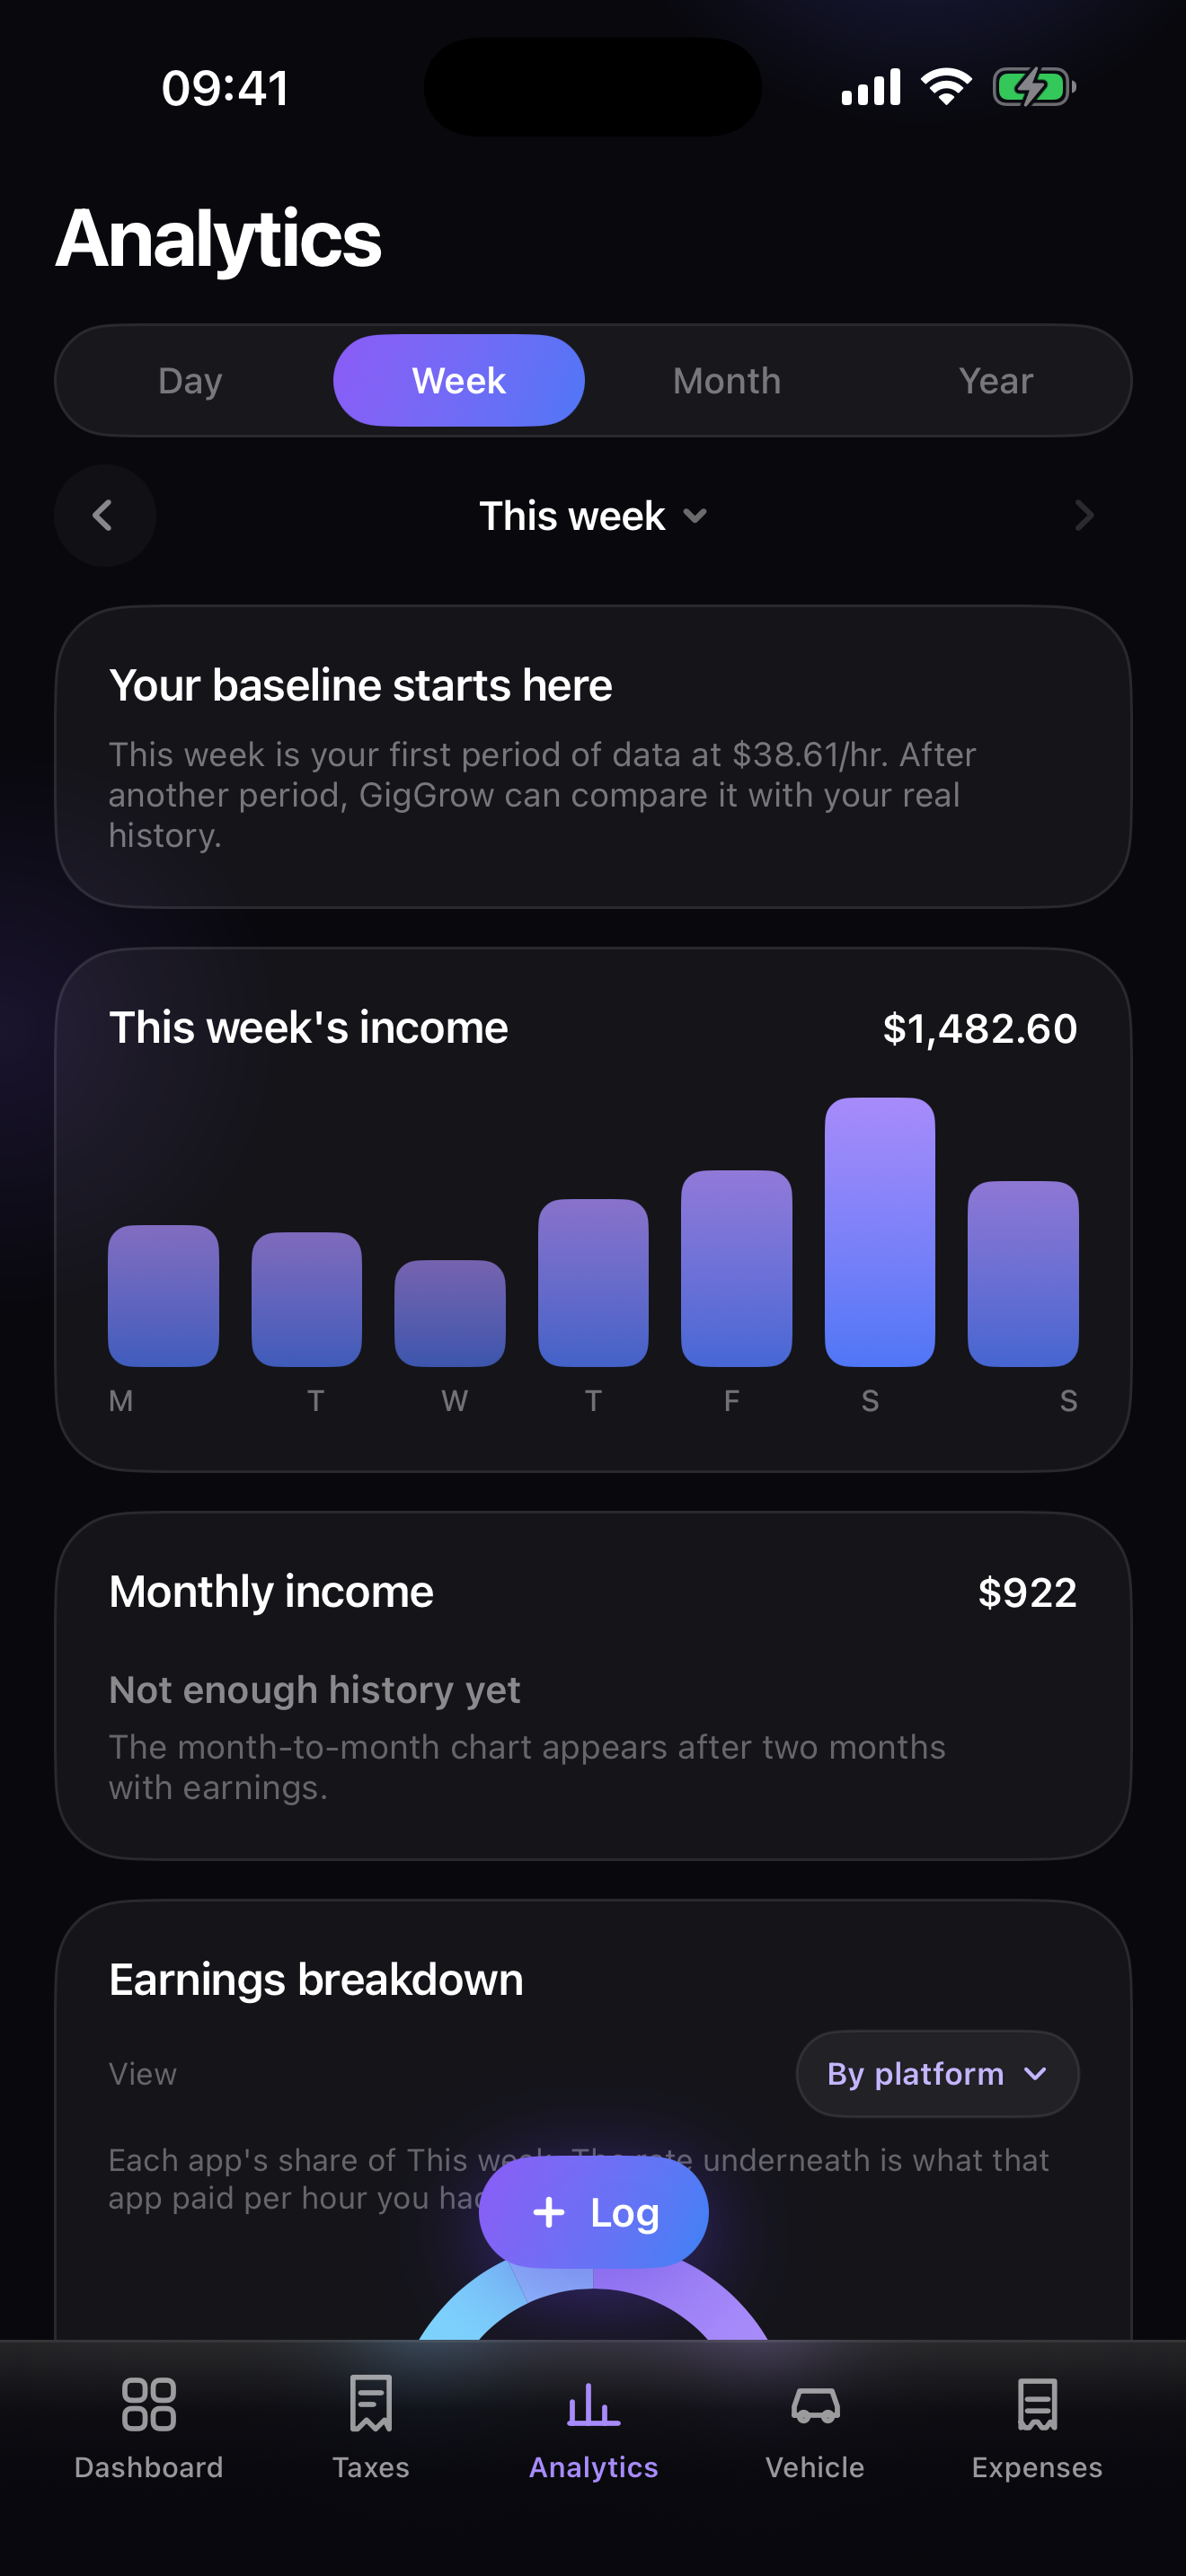 09:41
Analytics
Day
Week
Month
Year
This week
Your baseline starts here
This week is your first period of data at $38.61/hr. After
another period, GigGrow can compare it with your real
history.
This week's income
$1,482.60
M
T
W
T
F
S
S
Monthly income
$922
Not enough history yet
The month-to-month chart appears after two months
with earnings.
Earnings breakdown
View
By platform
Each app's share of This week. The rate underneath is what that
app paid per hour you
+ Log
Dashboard
Taxes
Analytics
Vehicle
Expenses